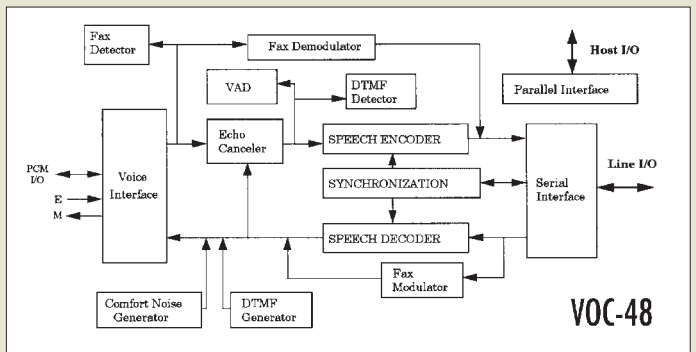 Fax
Detector
Fax Demodulator
Host I/O
VAD
DTMF
Detector
Parallel Interface
Echo
Canceler
SPEECH ENCODER
PCM
I/O
Voice
Interface
Line I/O
E
SYNCHRONIZATION
Serial
Interface
M
SPEECH DECODER
Fax
Modulator
Comfort Noise
Generator
DTMF
Generator
VOC-48